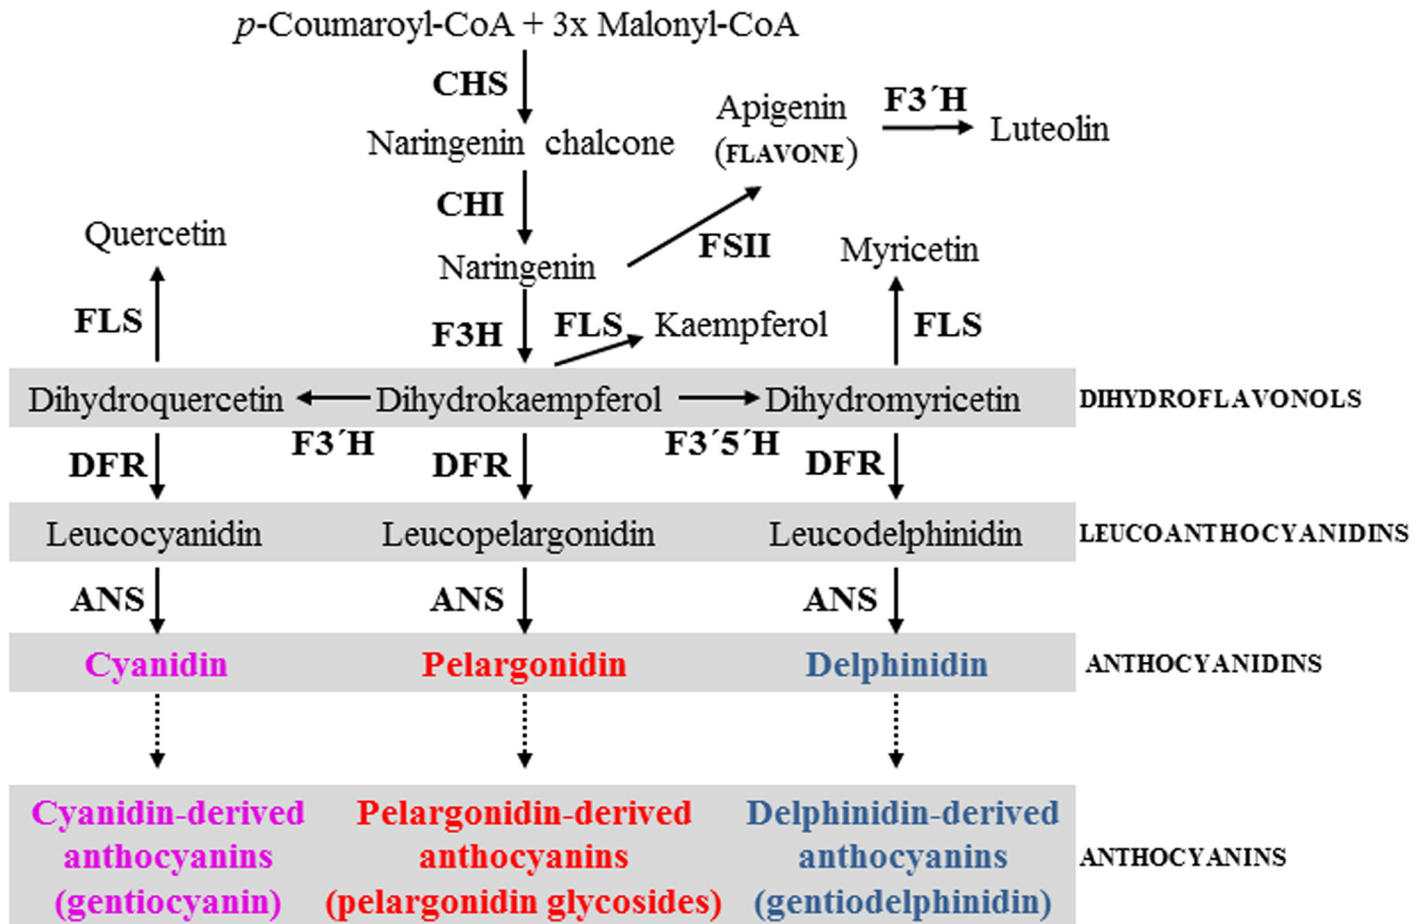 p-Coumaroyl-CoA + 3x Malonyl-CoA
CHS
Naringenin chalcone
Apigenin
(FLAVONE)
F3´H
Luteolin
CHI
Quercetin
Naringenin
FSII
Myricetin
FLS
F3H
FLS
Kaempferol
FLS
Dihydroquercetin
Dihydrokaempferol
Dihydromyricetin
DIHYDROFLAVONOLS
F3´H
F3´5´H
DFR
DFR
DFR
Leucocyanidin
Leucopelargonidin
Leucodelphinidin
LEUCOANTHOCYANIDINS
ANS
ANS
ANS
Cyanidin
Pelargonidin
Delphinidin
ANTHOCYANIDINS
Cyanidin-derived
anthocyanins
(gentiocyanin)
Pelargonidin-derived
anthocyanins
(pelargonidin glycosides)
Delphinidin-derived
anthocyanins
(gentiodelphinidin)
ANTHOCYANINS